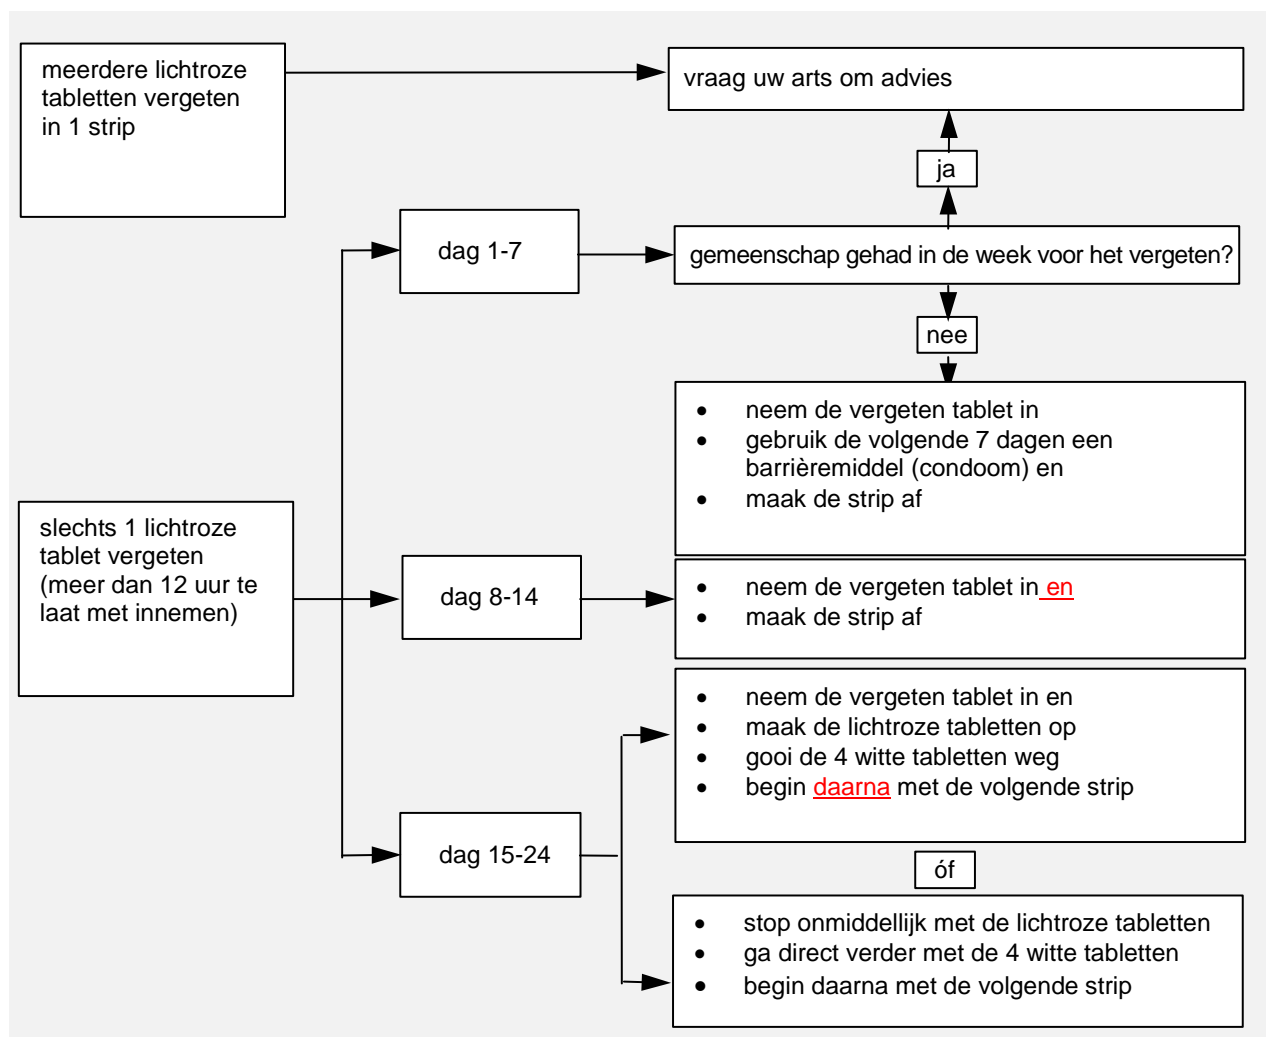 meerdere lichtroze
tabletten vergeten
in 1 strip
vraag uw arts om advies
ja
dag 1-7
gemeenschap gehad in de week voor het vergeten?
nee
• neem de vergeten tablet in
• gebruik de volgende 7 dagen een
barrièremiddel (condoom) en
• maak de strip af
slechts 1 lichtroze
tablet vergeten
(meer dan 12 uur te
laat met innemen)
dag 8-14
• neem de vergeten tablet in en
• maak de strip af
• neem de vergeten tablet in en
• maak de lichtroze tabletten op
• gooi de 4 witte tabletten weg
• begin daarna met de volgende strip
dag 15-24
óf
• stop onmiddellijk met de lichtroze tabletten
• ga direct verder met de 4 witte tabletten
• begin daarna met de volgende strip